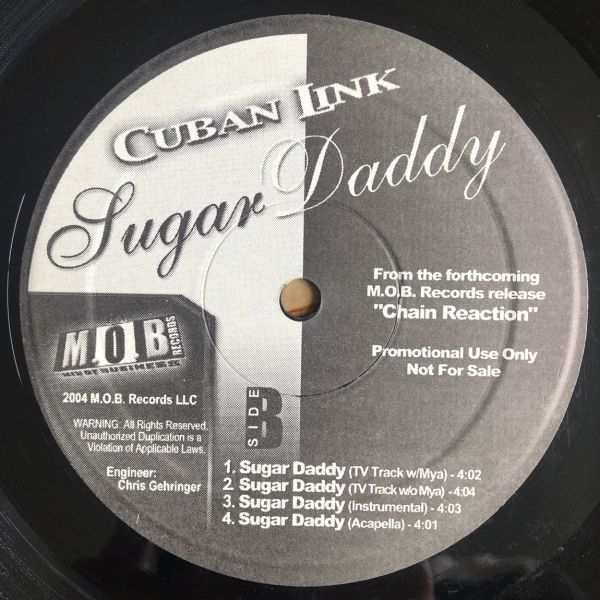 CUBAN LINK
Sugar Daddy
From the forthcoming
M.O.B. Records release
"Chain Reaction"
Promotional Use Only
Not For Sale
M.O.B
RECORDS
2004 M.O.B. Records LLC
WARNING: All Rights Reserved.
Unauthorized Duplication is a
Violation of Applicable Laws.
Engineer:
Chris Gehringer
SIDE B
1. Sugar Daddy (TV Track w/Mya) - 4:02
2. Sugar Daddy (TV Track w/o Mya) - 4:04
3. Sugar Daddy (Instrumental) - 4:03
4. Sugar Daddy (Acapella) - 4:01